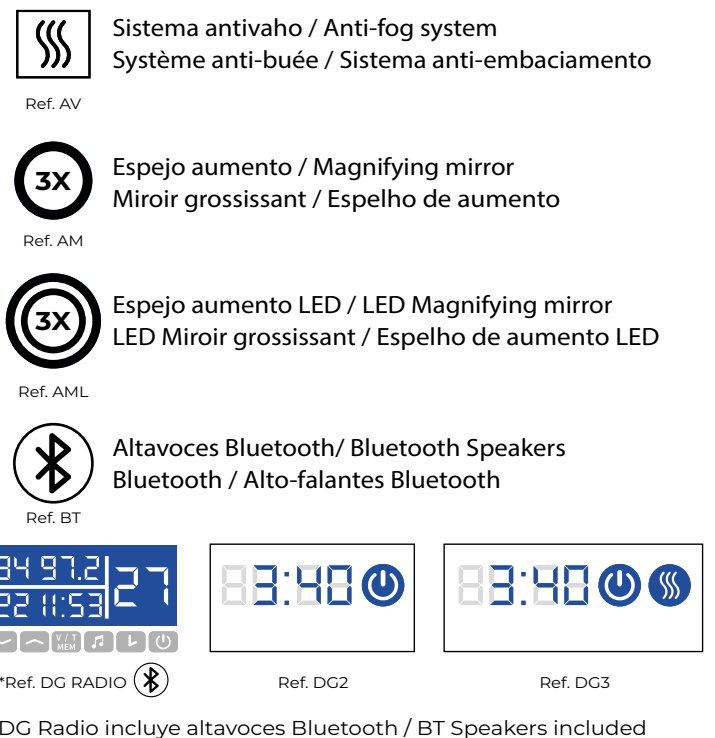 Sistema antivaho / Anti-fog system
Système anti-buée / Sistema anti-embaciamento
Ref. AV
3X
Espejo aumento / Magnifying mirror
Miroir grossissant / Espelho de aumento
Ref. AM
3X
Espejo aumento LED / LED Magnifying mirror
LED Miroir grossissant / Espelho de aumento LED
Ref. AML
Altavoces Bluetooth/ Bluetooth Speakers
Bluetooth / Alto-falantes Bluetooth
Ref. BT
97.2
27
22 11:53
V / T
MEM
3:40
3:40
*Ref. DG RADIO
Ref. DG2
Ref. DG3
DG Radio incluye altavoces Bluetooth / BT Speakers included